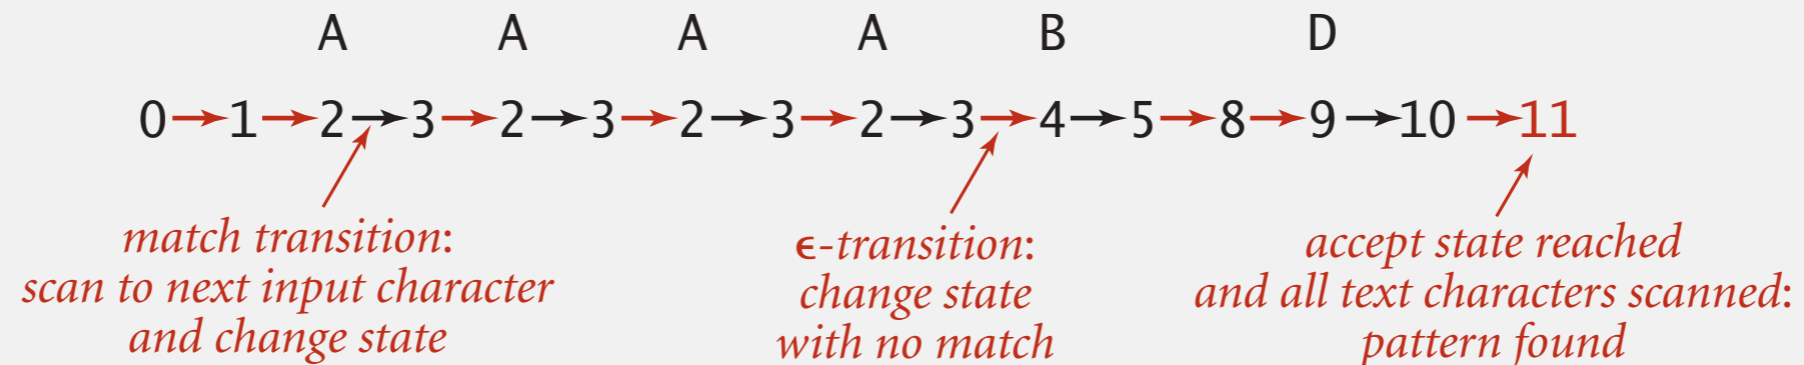 A A A A B D
0 1 2 3 2 3 2 3 2 3 4 5 8 9 10 11
match transition:
scan to next input character
and change state
ϵ-transition:
change state
with no match
accept state reached
and all text characters scanned:
pattern found